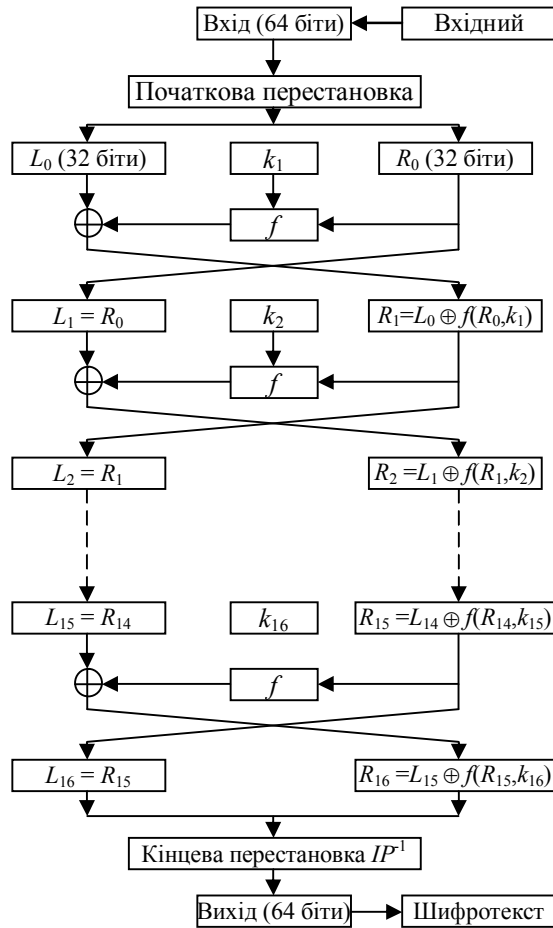 Вхід (64 біти)
Вхідний
Початкова перестановка
L₀ (32 біти)
k₁
R₀ (32 біти)
f
L₁ = R₀
k₂
R₁=L₀ ⊕ f(R₀,k₁)
f
L₂ = R₁
R₂ =L₁ ⊕ f(R₁,k₂)
L₁₅ = R₁₄
k₁₆
R₁₅ =L₁₄ ⊕ f(R₁₄,k₁₅)
f
L₁₆ = R₁₅
R₁₆ =L₁₅ ⊕ f(R₁₅,k₁₆)
Кінцева перестановка IP⁻¹
Вихід (64 біти)
Шифротекст